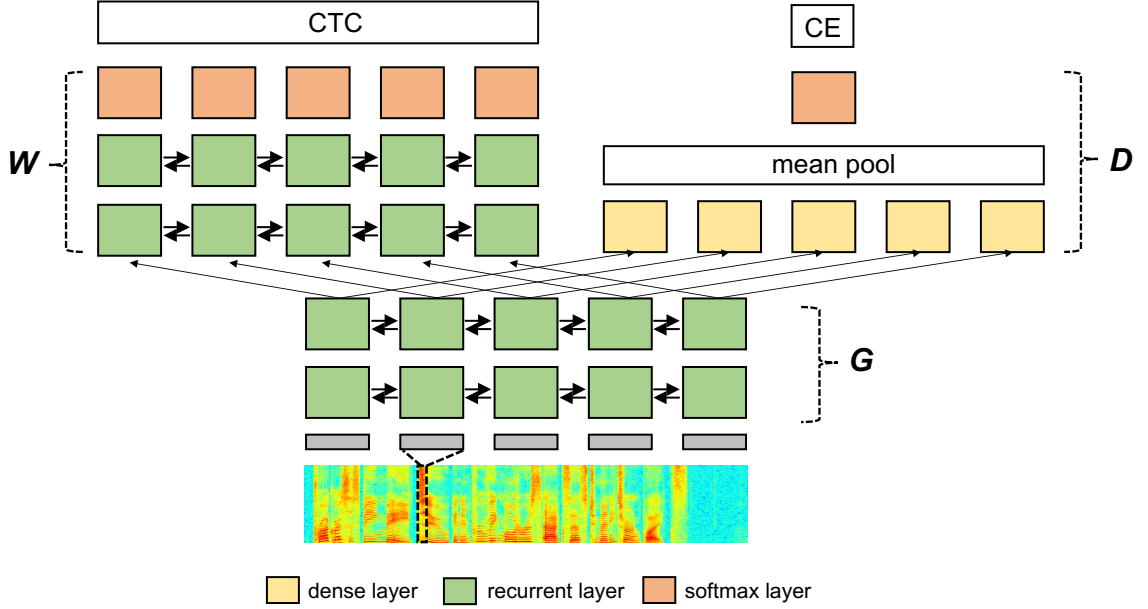 CTC
CE
W
D
mean pool
G
dense layer
recurrent layer
softmax layer